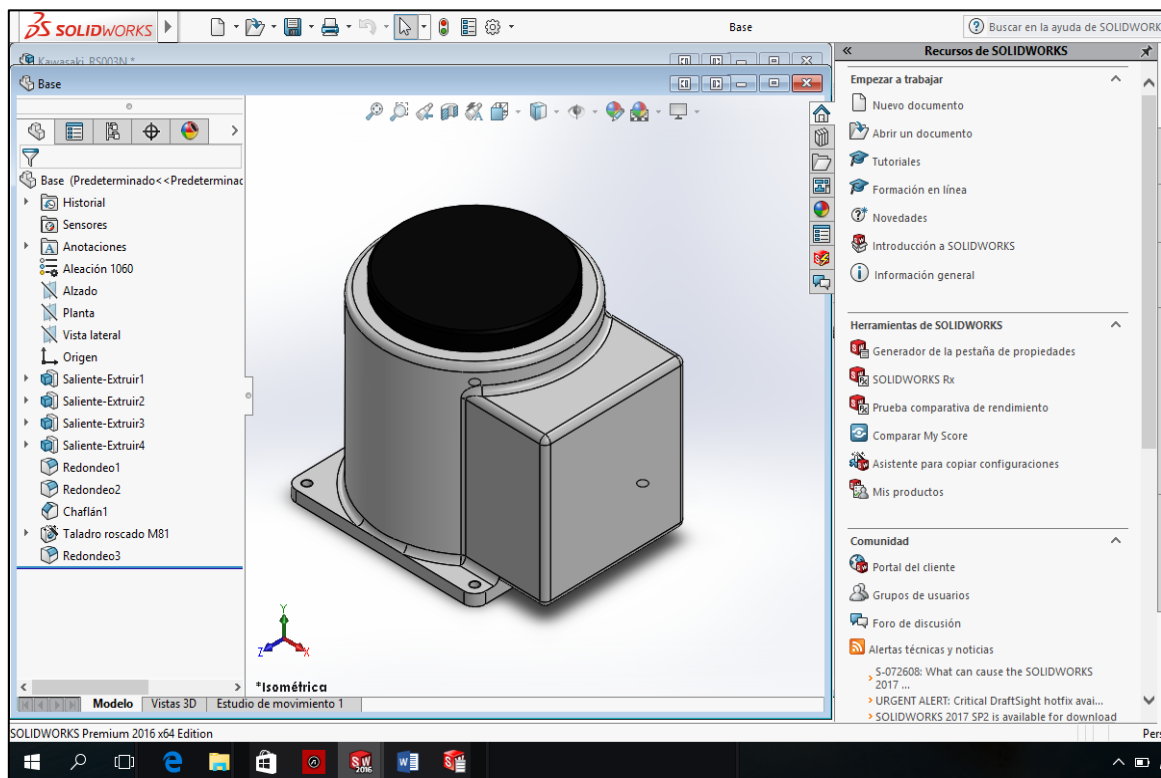 SOLIDWORKS
Base
Buscar en la ayuda de SOLIDWORK
Kawasaki_RS003N *
Recursos de SOLIDWORKS
Base
Empezar a trabajar
Nuevo documento
Abrir un documento
Tutoriales
Formación en línea
Novedades
Introducción a SOLIDWORKS
Información general
Base (Predeterminado<<Predeterminac
Historial
Sensores
Anotaciones
Aleación 1060
Alzado
Planta
Vista lateral
Origen
Saliente-Extruir1
Saliente-Extruir2
Saliente-Extruir3
Saliente-Extruir4
Redondeo1
Redondeo2
Chaflán1
Taladro roscado M81
Redondeo3
Herramientas de SOLIDWORKS
Generador de la pestaña de propiedades
SOLIDWORKS Rx
Prueba comparativa de rendimiento
Comparar My Score
Asistente para copiar configuraciones
Mis productos
Comunidad
Portal del cliente
Grupos de usuarios
Foro de discusión
Alertas técnicas y noticias
S-072608: What can cause the SOLIDWORKS
2017 ...
URGENT ALERT: Critical DraftSight hotfix avai...
SOLIDWORKS 2017 SP2 is available for download
Y
Z
X
*Isométrica
Modelo
Vistas 3D
Estudio de movimiento 1
SOLIDWORKS Premium 2016 x64 Edition
Pers
SW
2016